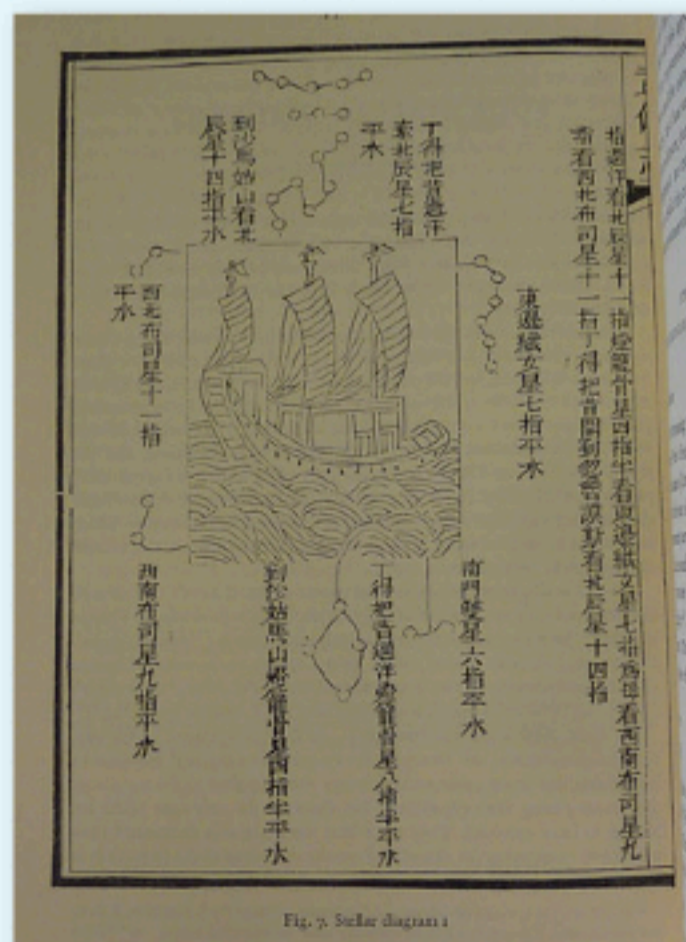 指過洋看北辰星十一指燈籠骨星四指半看東邊織女星七指為母看西南布司星九
指看西北布司星十一指丁得把昔開到忽魯謨斯看北辰星十四指
丁得把昔過洋
北辰星七指
平水
到沙馬姑山看北
辰星十四指平水
東邊織女星七指平水
西北布司星十一指
平水
南門雙星六指平水
丁得把昔過洋燈籠骨星八指半平水
到沙姑馬山燈籠骨星四指半平水
西南布司星九指平水
Fig. 7. Stellar diagram 1